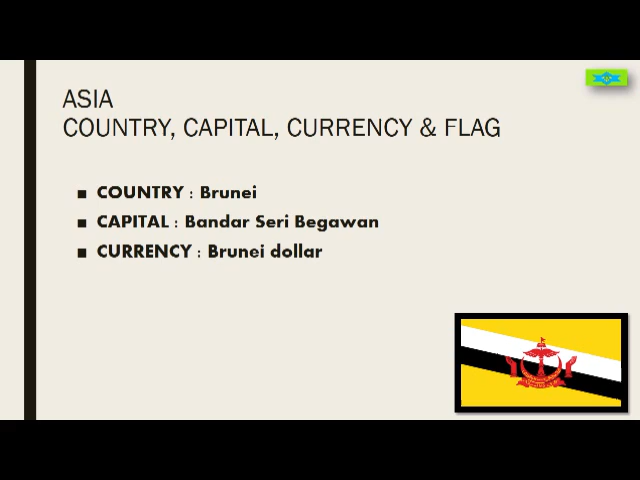 ASIA
COUNTRY, CAPITAL, CURRENCY & FLAG
■ COUNTRY : Brunei
■ CAPITAL : Bandar Seri Begawan
■ CURRENCY : Brunei dollar